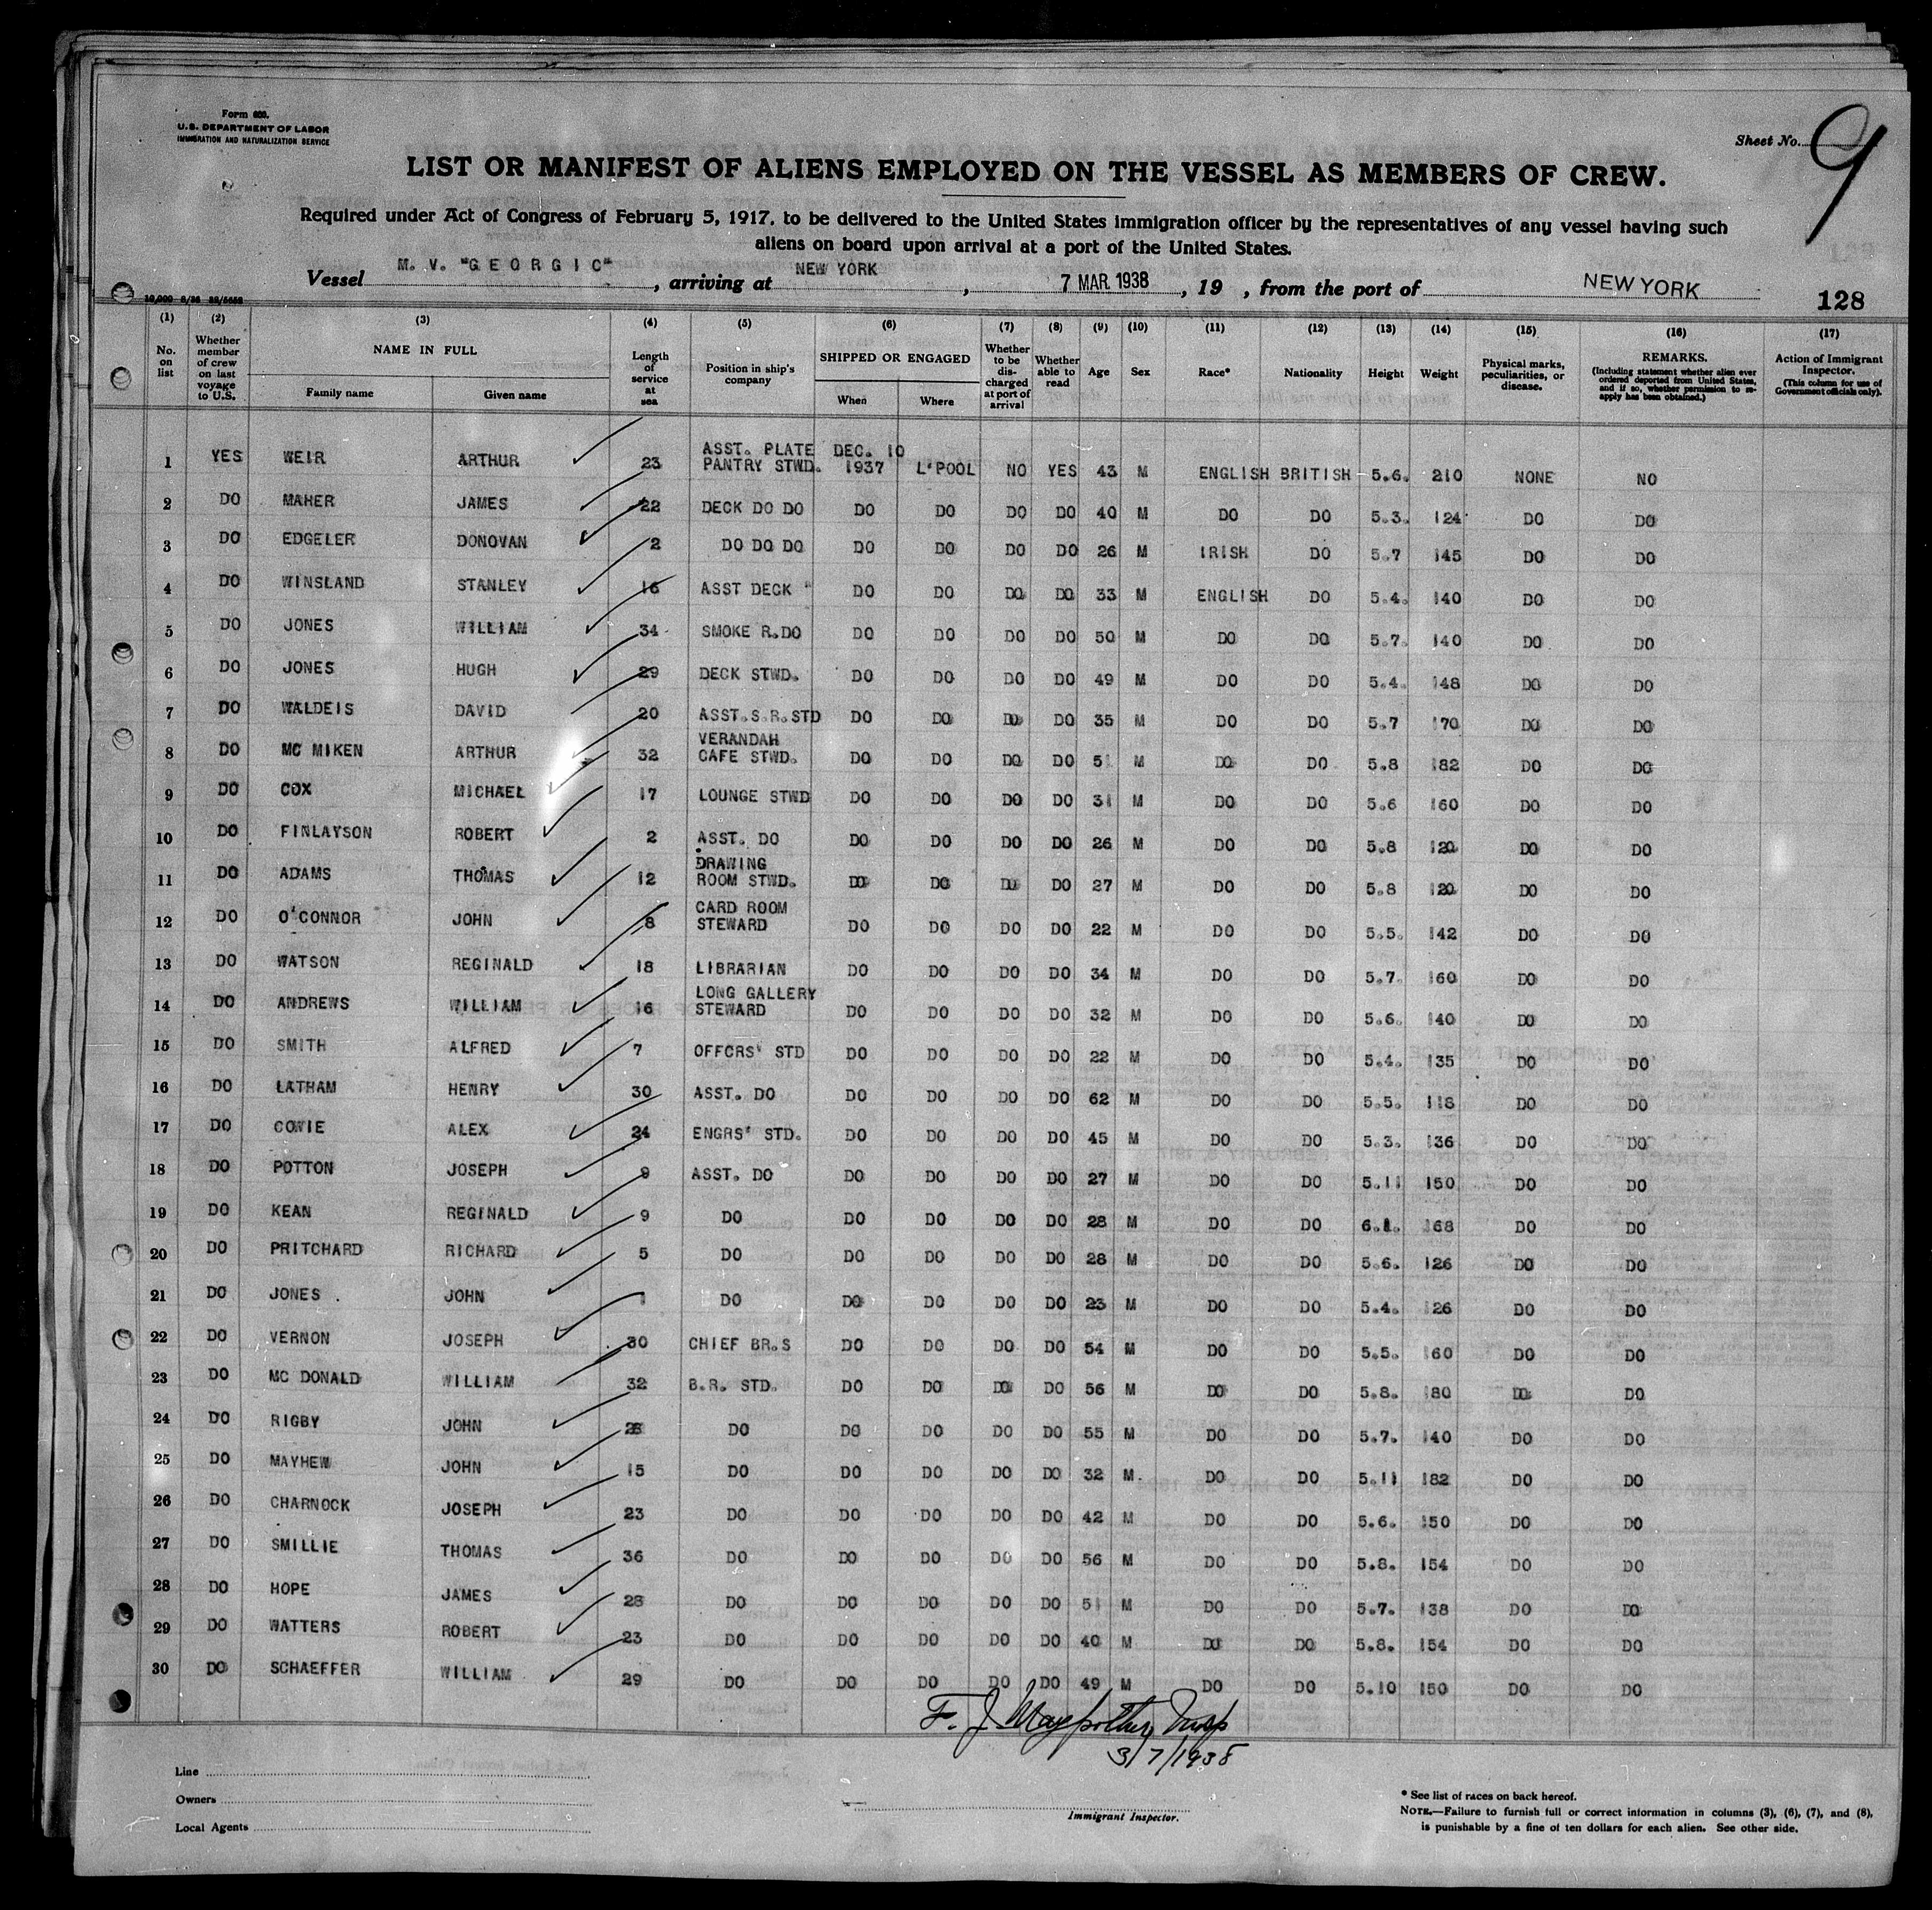 Form 680.
U.S. DEPARTMENT OF LABOR
IMMIGRATION AND NATURALIZATION SERVICE
Sheet No. 9
LIST OR MANIFEST OF ALIENS EMPLOYED ON THE VESSEL AS MEMBERS OF CREW.
Required under Act of Congress of February 5, 1917, to be delivered to the United States immigration officer by the representatives of any vessel having such
aliens on board upon arrival at a port of the United States.
Vessel M. V. "GEORGIC", arriving at NEW YORK, 7 MAR. 1938, 19 , from the port of NEW YORK
128
(1) (2) (3) (4) (5) (6) (7) (8) (9) (10) (11) (12) (13) (14) (15) (16) (17)
No. on list | Whether member of crew on last voyage to U.S. | NAME IN FULL Family name Given name | Length of service at sea | Position in ship's company | SHIPPED OR ENGAGED When Where | Whether to be discharged at port of arrival | Whether able to read | Age | Sex | Race* | Nationality | Height | Weight | Physical marks, peculiarities, or disease. | REMARKS. (Including statement whether alien ever ordered deported from United States, and if so, whether permission to reapply has been obtained.) | Action of Immigrant Inspector. (This column for use of Government officials only).
1 YES WEIR ARTHUR 23 ASST. PLATE PANTRY STWD. DEC. 10 1937 L'POOL NO YES 43 M ENGLISH BRITISH 5.6. 210 NONE NO
2 DO MAHER JAMES 22 DECK DO DO DO DO DO DO 40 M DO DO 5.3. 124 DO DO
3 DO EDGELER DONOVAN 2 DO DO DO DO DO DO DO 26 M IRISH DO 5.7 145 DO DO
4 DO WINSLAND STANLEY 16 ASST DECK " DO DO DO DO 33 M ENGLISH DO 5.4. 140 DO DO
5 DO JONES WILLIAM 34 SMOKE R.DO DO DO DO DO 50 M DO DO 5.7. 140 DO DO
6 DO JONES HUGH 29 DECK STWD. DO DO DO DO 49 M DO DO 5.4. 148 DO DO
7 DO WALDEIS DAVID 20 ASST.S.R.STD DO DO DO DO 35 M DO DO 5.7 170 DO DO
8 DO MC MIKEN ARTHUR 32 VERANDAH CAFE STWD. DO DO DO DO 51 M DO DO 5.8 182 DO DO
9 DO COX MICHAEL 17 LOUNGE STWD DO DO DO DO 31 M DO DO 5.6 160 DO DO
10 DO FINLAYSON ROBERT 2 ASST. DO DO DO DO DO 26 M DO DO 5.8 120 DO DO
11 DO ADAMS THOMAS 12 DRAWING ROOM STWD. DO DO DO DO 27 M DO DO 5.8 120 DO DO
12 DO O'CONNOR JOHN 8 CARD ROOM STEWARD DO DO DO DO 22 M DO DO 5.5. 142 DO DO
13 DO WATSON REGINALD 18 LIBRARIAN DO DO DO DO 34 M DO DO 5.7. 160 DO DO
14 DO ANDREWS WILLIAM 16 LONG GALLERY STEWARD DO DO DO DO 32 M DO DO 5.6. 140 DO DO
15 DO SMITH ALFRED 7 OFFCRS' STD DO DO DO DO 22 M DO DO 5.4. 135 DO DO
16 DO LATHAM HENRY 30 ASST. DO DO DO DO DO 62 M DO DO 5.5. 118 DO DO
17 DO COWIE ALEX 24 ENGRS' STD. DO DO DO DO 45 M DO DO 5.3. 136 DO DO
18 DO POTTON JOSEPH 9 ASST. DO DO DO DO DO 27 M DO DO 5.11 150 DO DO
19 DO KEAN REGINALD 9 DO DO DO DO DO 28 M DO DO 6.1. 168 DO DO
20 DO PRITCHARD RICHARD 5 DO DO DO DO DO 28 M DO DO 5.6. 126 DO DO
21 DO JONES . JOHN 1 DO DO DO DO DO 23 M DO DO 5.4. 126 DO DO
22 DO VERNON JOSEPH 30 CHIEF BR.S DO DO DO DO 54 M DO DO 5.5. 160 DO DO
23 DO MC DONALD WILLIAM 32 B.R. STD. DO DO DO DO 56 M DO DO 5.8. 180 DO DO
24 DO RIGBY JOHN DO DO DO DO DO 55 M DO DO 5.7. 140 DO DO
25 DO MAYHEW JOHN 15 DO DO DO DO DO 32 M. DO DO 5.11 182 DO DO
26 DO CHARNOCK JOSEPH 23 DO DO DO DO DO 42 M DO DO 5.6. 150 DO DO
27 DO SMILLIE THOMAS 36 DO DO DO DO DO 56 M DO DO 5.8. 154 DO DO
28 DO HOPE JAMES 28 DO DO DO DO DO 51 M DO DO 5.7. 138 DO DO
29 DO WATTERS ROBERT 23 DO DO DO DO DO 40 M DO DO 5.8. 154 DO DO
30 DO SCHAEFFER WILLIAM 29 DO DO DO DO DO 49 M DO DO 5.10 150 DO DO
F. J. Maypother, Insp
3/7/1938
Line
Owners
Local Agents
Immigrant Inspector.
* See list of races on back hereof.
NOTE.—Failure to furnish full or correct information in columns (3), (6), (7), and (8),
is punishable by a fine of ten dollars for each alien. See other side.